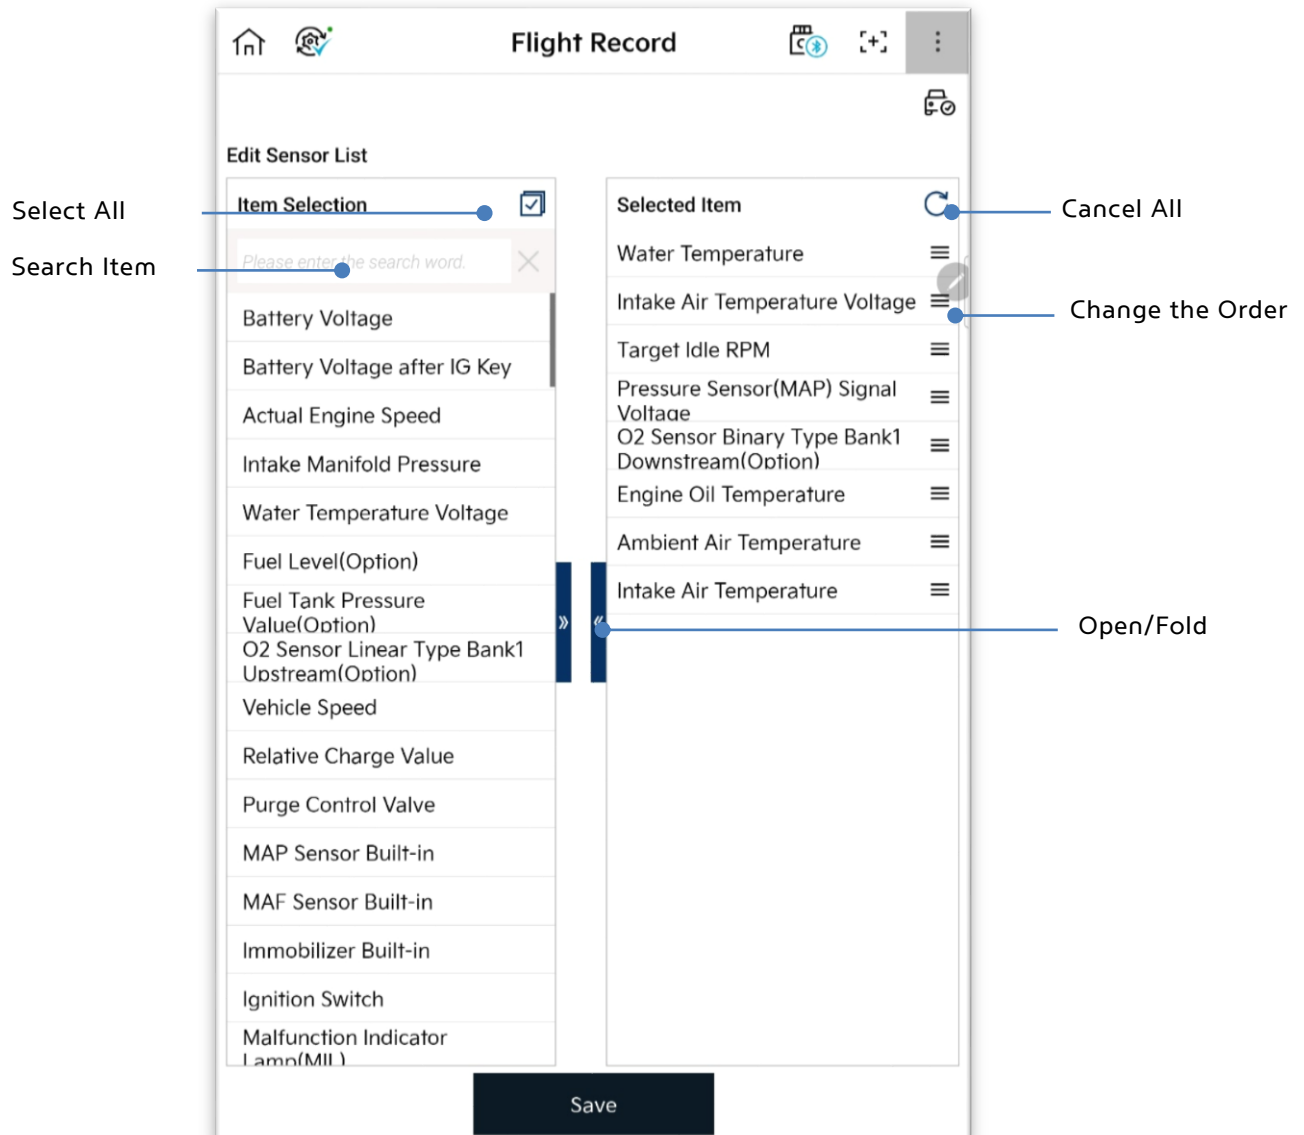 Flight Record
Edit Sensor List
Select All
Item Selection
Search Item
Please enter the search word.
Battery Voltage
Battery Voltage after IG Key
Actual Engine Speed
Intake Manifold Pressure
Water Temperature Voltage
Fuel Level(Option)
Fuel Tank Pressure
Value(Option)
O2 Sensor Linear Type Bank1
Upstream(Option)
Vehicle Speed
Relative Charge Value
Purge Control Valve
MAP Sensor Built-in
MAF Sensor Built-in
Immobilizer Built-in
Ignition Switch
Malfunction Indicator
Lamp(MIL)
Selected Item
Cancel All
Water Temperature
Intake Air Temperature Voltage
Change the Order
Target Idle RPM
Pressure Sensor(MAP) Signal
Voltage
O2 Sensor Binary Type Bank1
Downstream(Option)
Engine Oil Temperature
Ambient Air Temperature
Intake Air Temperature
Open/Fold
Save